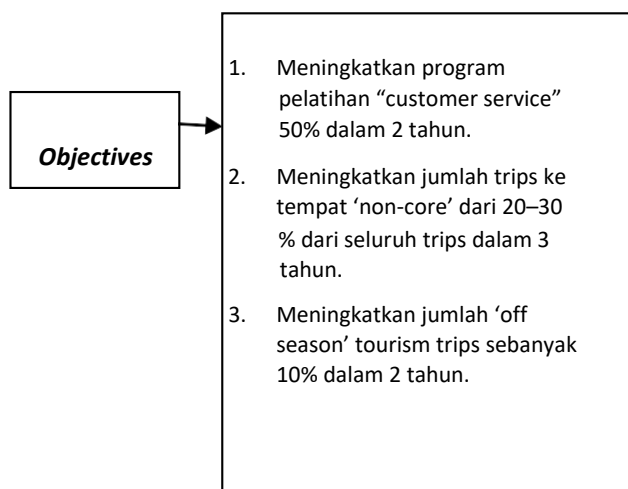 Objectives
1. Meningkatkan program
pelatihan “customer service”
50% dalam 2 tahun.
2. Meningkatkan jumlah trips ke
tempat ‘non-core’ dari 20–30
% dari seluruh trips dalam 3
tahun.
3. Meningkatkan jumlah ‘off
season’ tourism trips sebanyak
10% dalam 2 tahun.